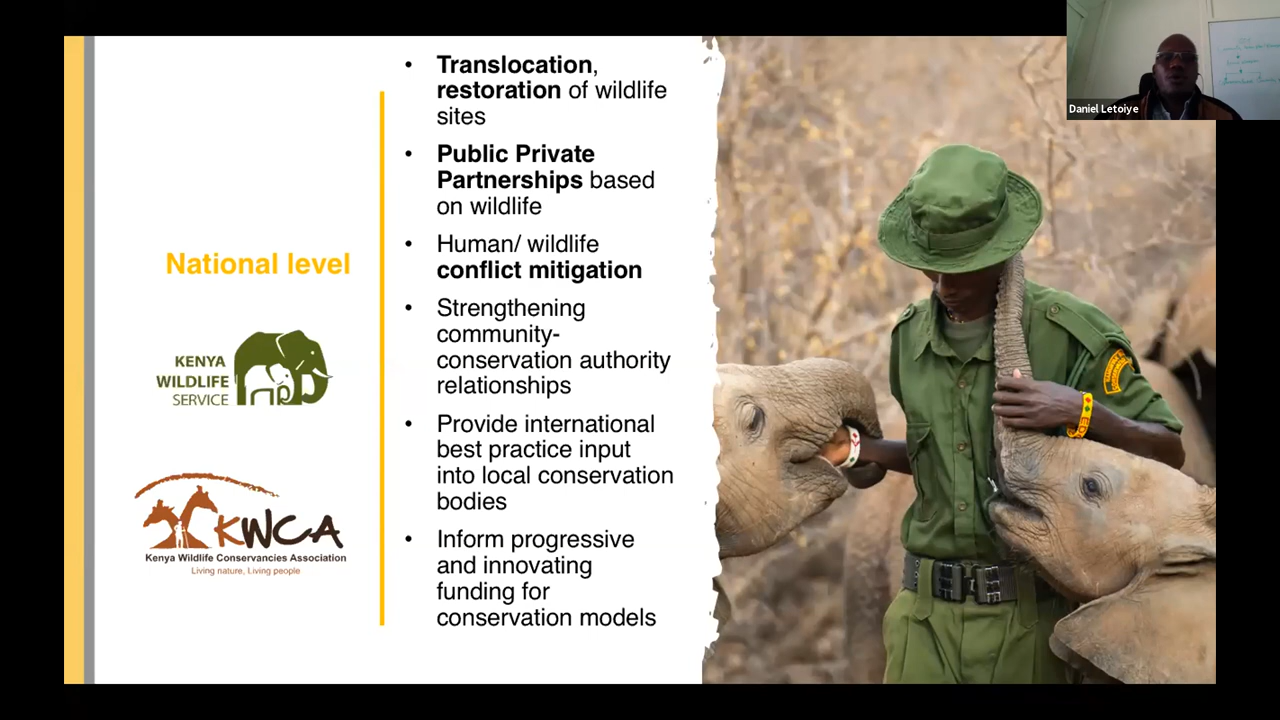 Daniel Letoiye
National level
KENYA
WILDLIFE
SERVICE
KWCA
Kenya Wildlife Conservancies Association
Living nature, Living people
• Translocation,
restoration of wildlife
sites
• Public Private
Partnerships based
on wildlife
• Human/ wildlife
conflict mitigation
• Strengthening
community-
conservation authority
relationships
• Provide international
best practice input
into local conservation
bodies
• Inform progressive
and innovating
funding for
conservation models